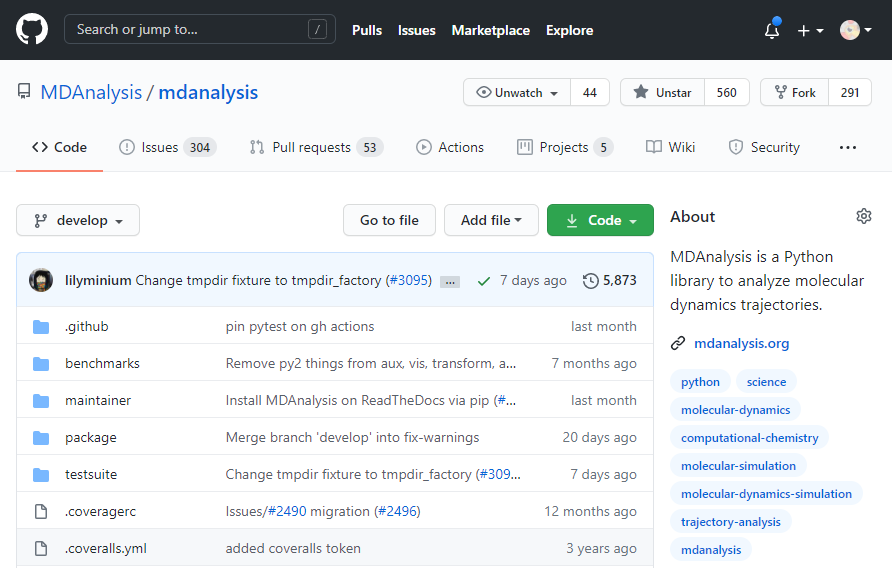 Search or jump to... / Pulls Issues Marketplace Explore
MDAnalysis / mdanalysis Unwatch 44 Unstar 560 Fork 291
Code Issues 304 Pull requests 53 Actions Projects 5 Wiki Security ...
develop Go to file Add file Code
lilyminium Change tmpdir fixture to tmpdir_factory (#3095) ... 7 days ago 5,873
.github pin pytest on gh actions last month
benchmarks Remove py2 things from aux, vis, transform, a... 7 months ago
maintainer Install MDAnalysis on ReadTheDocs via pip (#... last month
package Merge branch 'develop' into fix-warnings 20 days ago
testsuite Change tmpdir fixture to tmpdir_factory (#309... 7 days ago
.coveragerc Issues/#2490 migration (#2496) 12 months ago
.coveralls.yml added coveralls token 3 years ago
About
MDAnalysis is a Python
library to analyze molecular
dynamics trajectories.
mdanalysis.org
python science
molecular-dynamics
computational-chemistry
molecular-simulation
molecular-dynamics-simulation
trajectory-analysis
mdanalysis